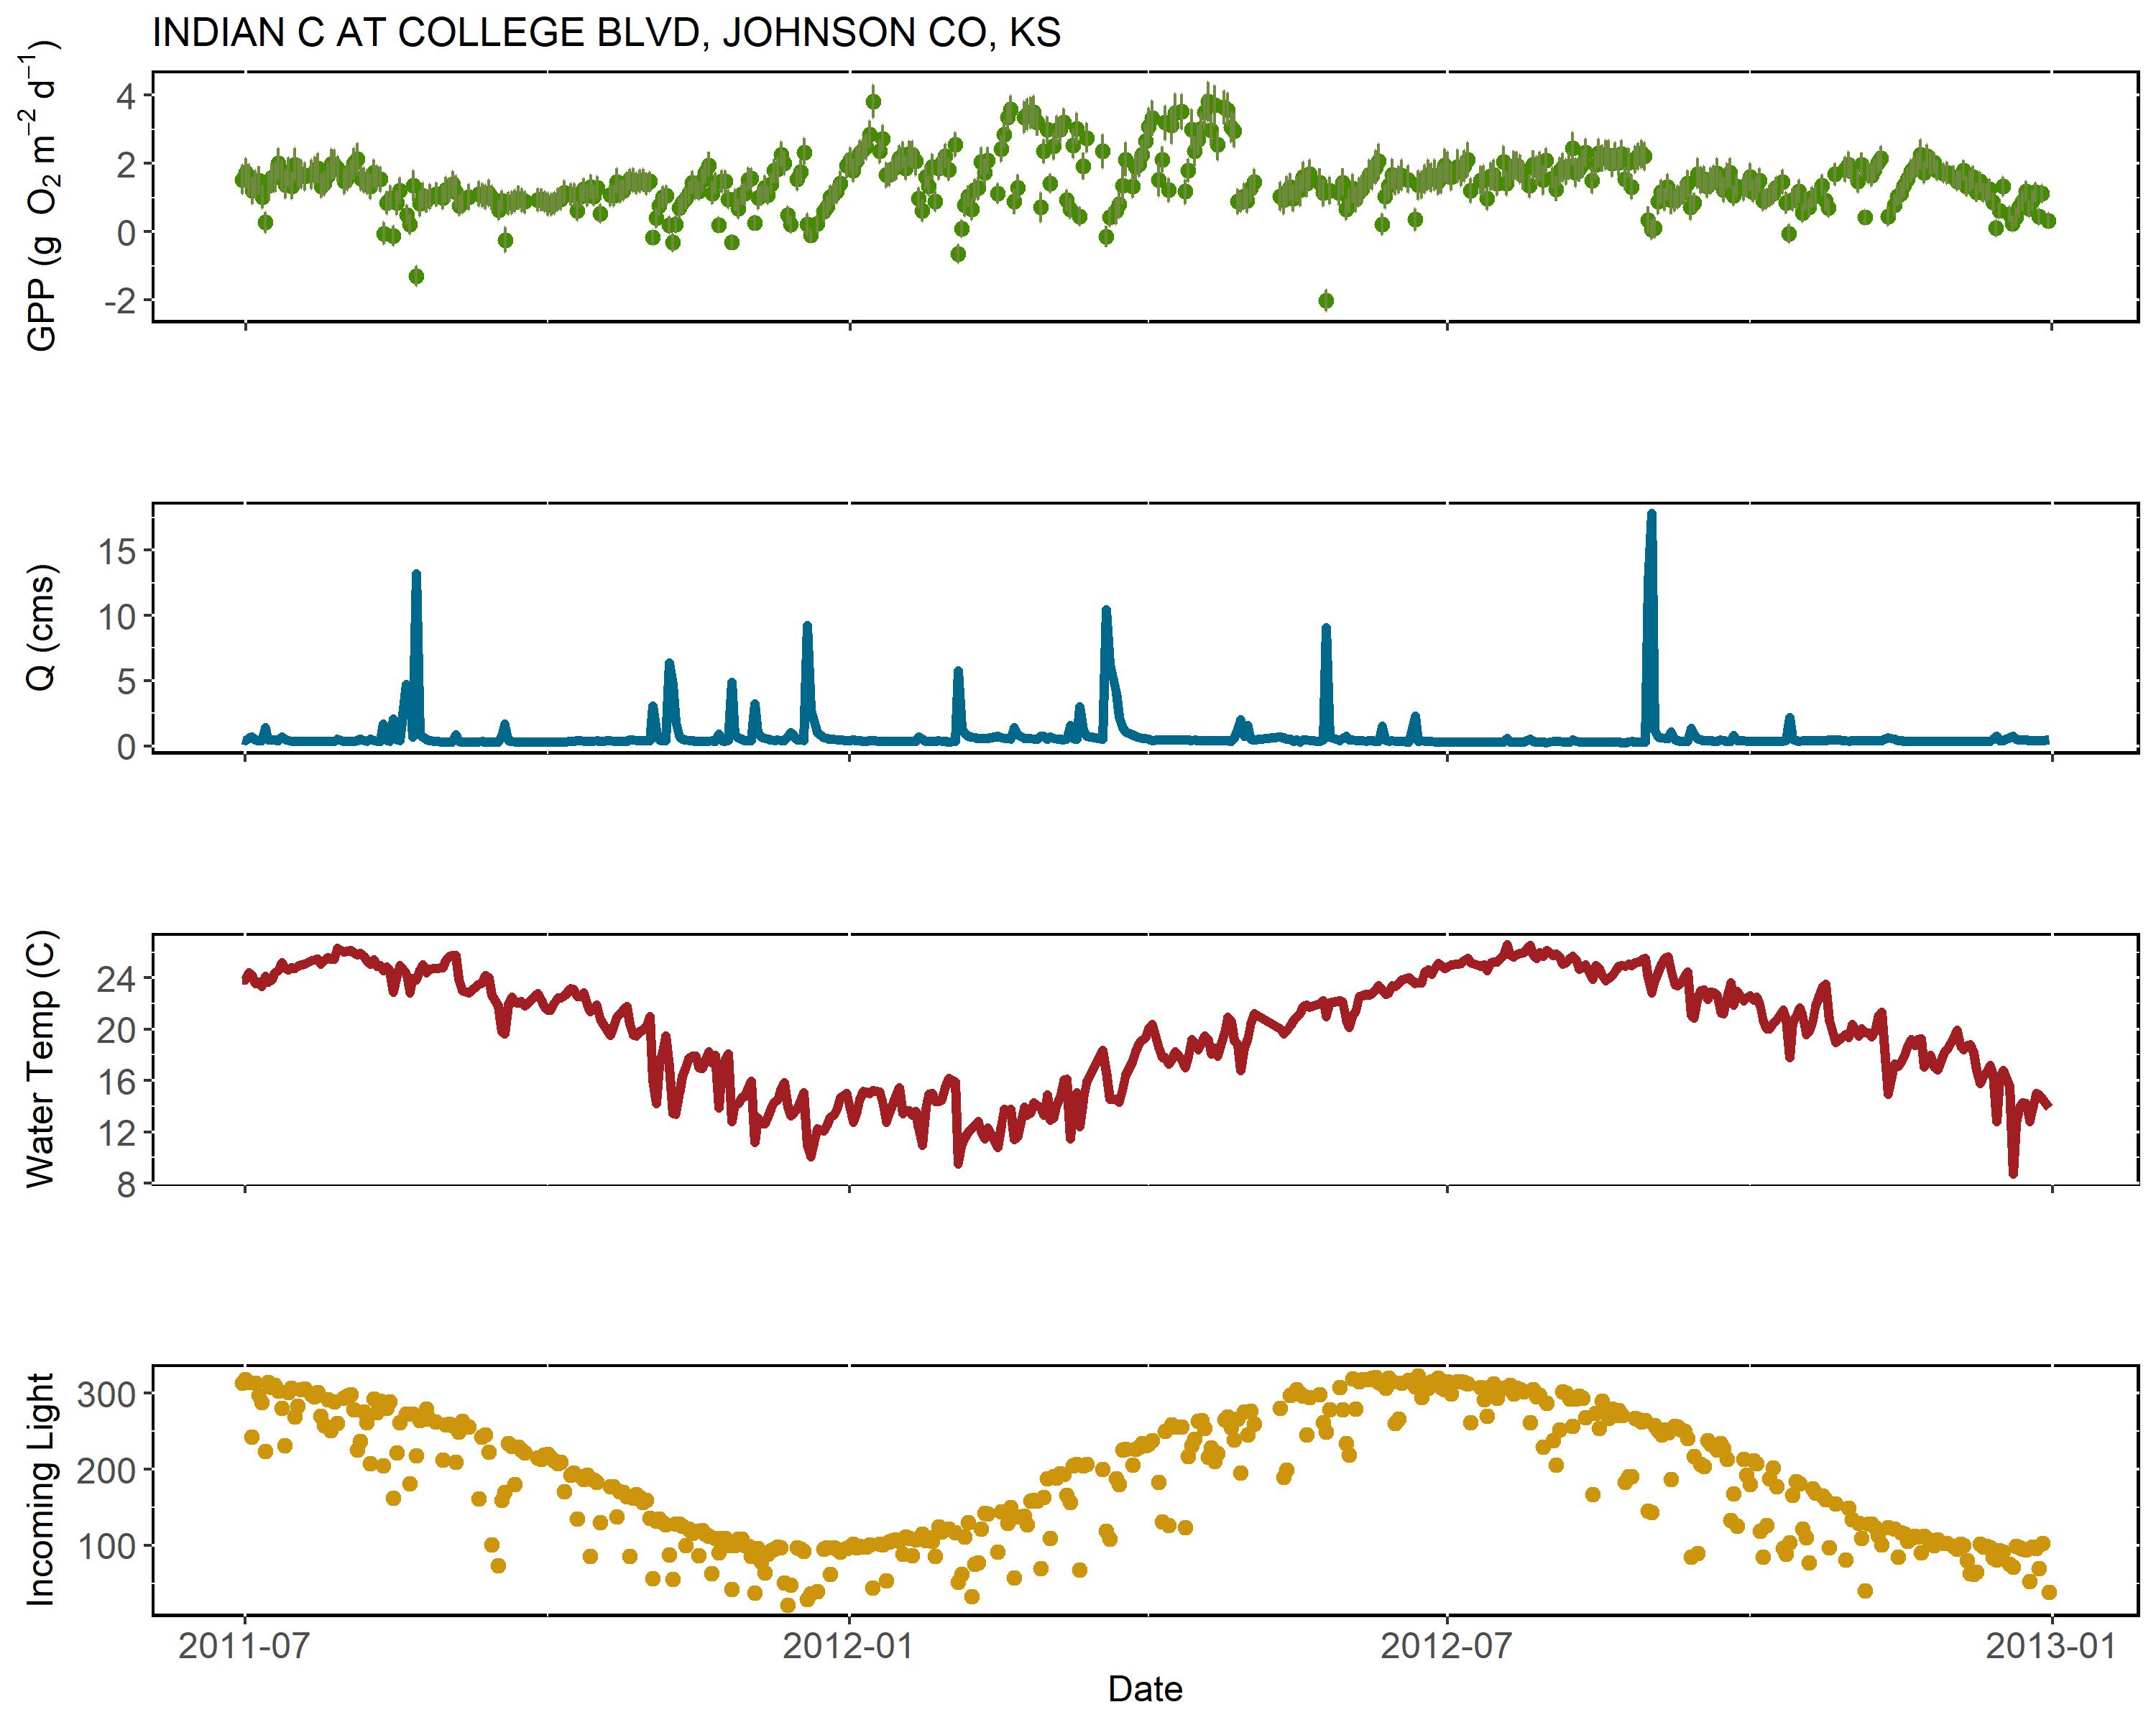 INDIAN C AT COLLEGE BLVD, JOHNSON CO, KS
GPP (g O₂ m⁻² d⁻¹)
4
2
0
-2
Q (cms)
15
10
5
0
Water Temp (C)
24
20
16
12
8
Incoming Light
300
200
100
2011-07 2012-01 2012-07 2013-01
Date